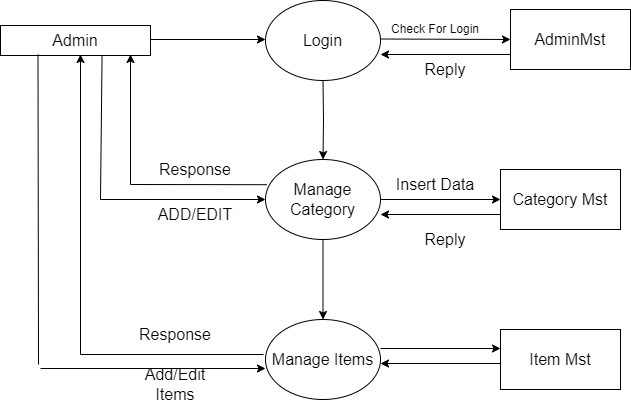 Admin
Login
Check For Login
AdminMst
Reply
Response
ADD/EDIT
Manage
Category
Insert Data
Category Mst
Reply
Response
Add/Edit
Items
Manage Items
Item Mst